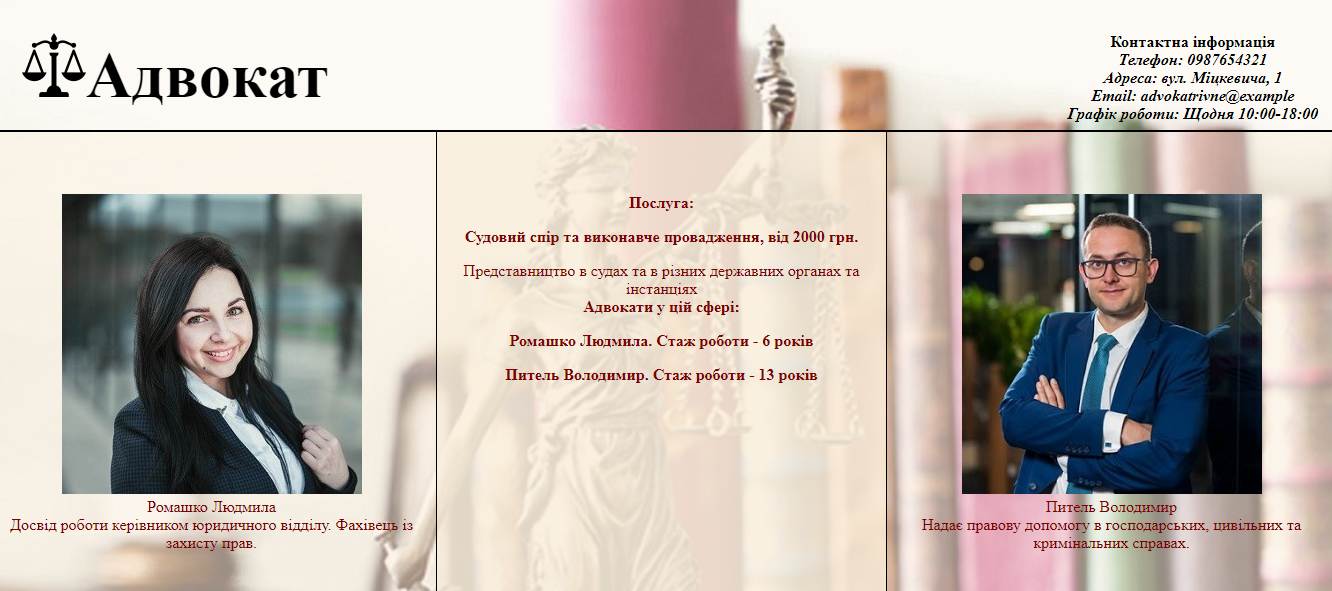 Адвокат
Контактна інформація
Телефон: 0987654321
Адреса: вул. Міцкевича, 1
Email: advokatrivne@example
Графік роботи: Щодня 10:00-18:00
Ромашко Людмила
Досвід роботи керівником юридичного відділу. Фахівець із
захисту прав.
Послуга:
Судовий спір та виконавче провадження, від 2000 грн.
Представництво в судах та в різних державних органах та
інстанціях
Адвокати у цій сфері:
Ромашко Людмила. Стаж роботи - 6 років
Питель Володимир. Стаж роботи - 13 років
Питель Володимир
Надає правову допомогу в господарських, цивільних та
кримінальних справах.